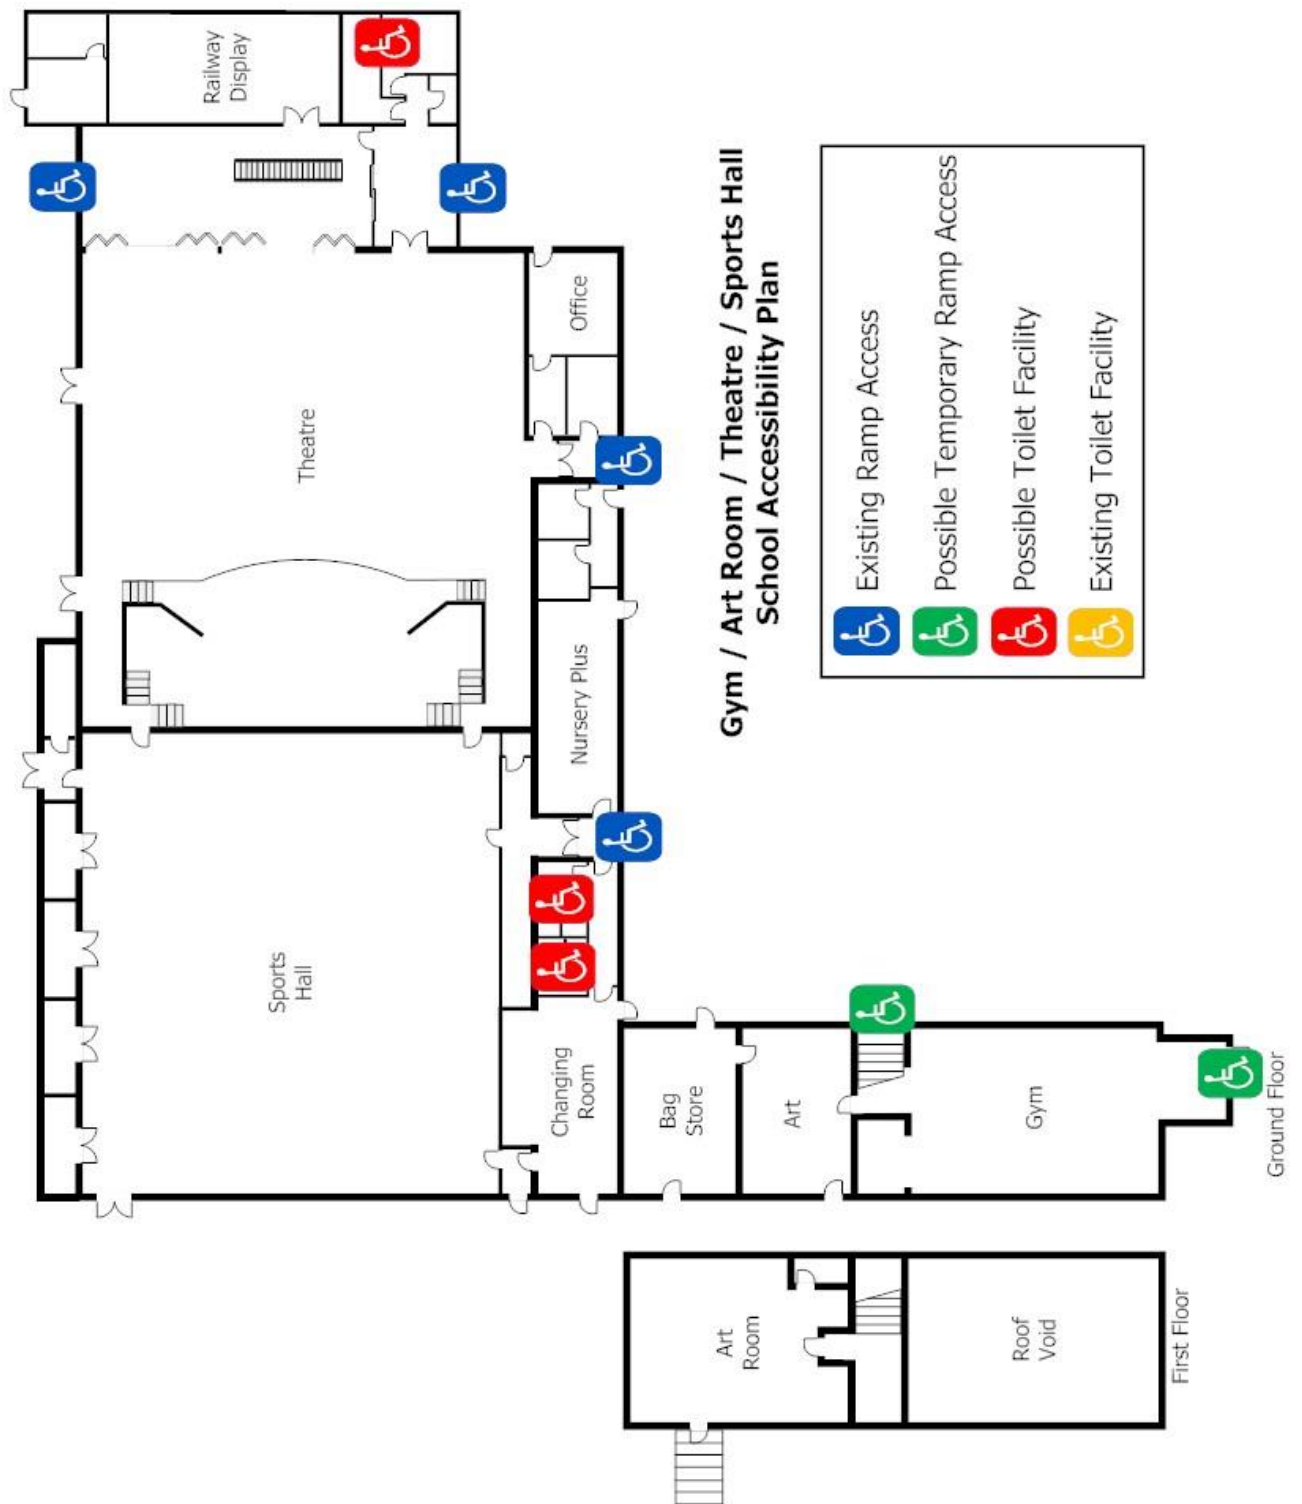 Railway
Display
Theatre
Office
Nursery Plus
Sports
Hall
Changing
Room
Bag
Store
Art
Gym
Ground Floor
Art
Room
Roof
Void
First Floor
Gym / Art Room / Theatre / Sports Hall
School Accessibility Plan
Existing Ramp Access
Possible Temporary Ramp Access
Possible Toilet Facility
Existing Toilet Facility